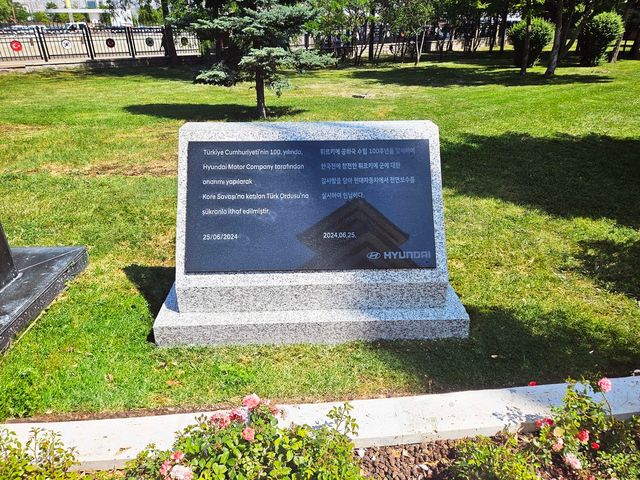 Türkiye Cumhuriyeti'nin 100. yılında,
Hyundai Motor Company tarafından
onarımı yapılarak
Kore Savaşı'na katılan Türk Ordusu'na
şükranla ithaf edilmiştir.
25/06/2024
튀르키예 공화국 수립 100주년을 맞이하여
한국전에 참전한 튀르키예 군에 대한
감사함을 담아 현대자동차에서 전면보수를
실시하여 헌납하다.
2024.06.25.
HYUNDAI